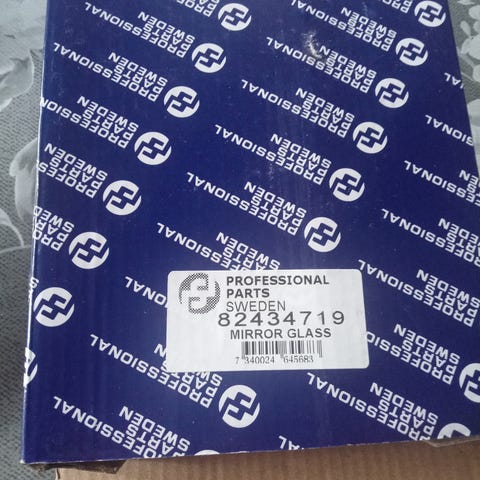 PROFESSIONAL
PARTS
SWEDEN
82434719
MIRROR GLASS
7 340024 645683
PROFESSIONAL
PARTS
SWEDEN